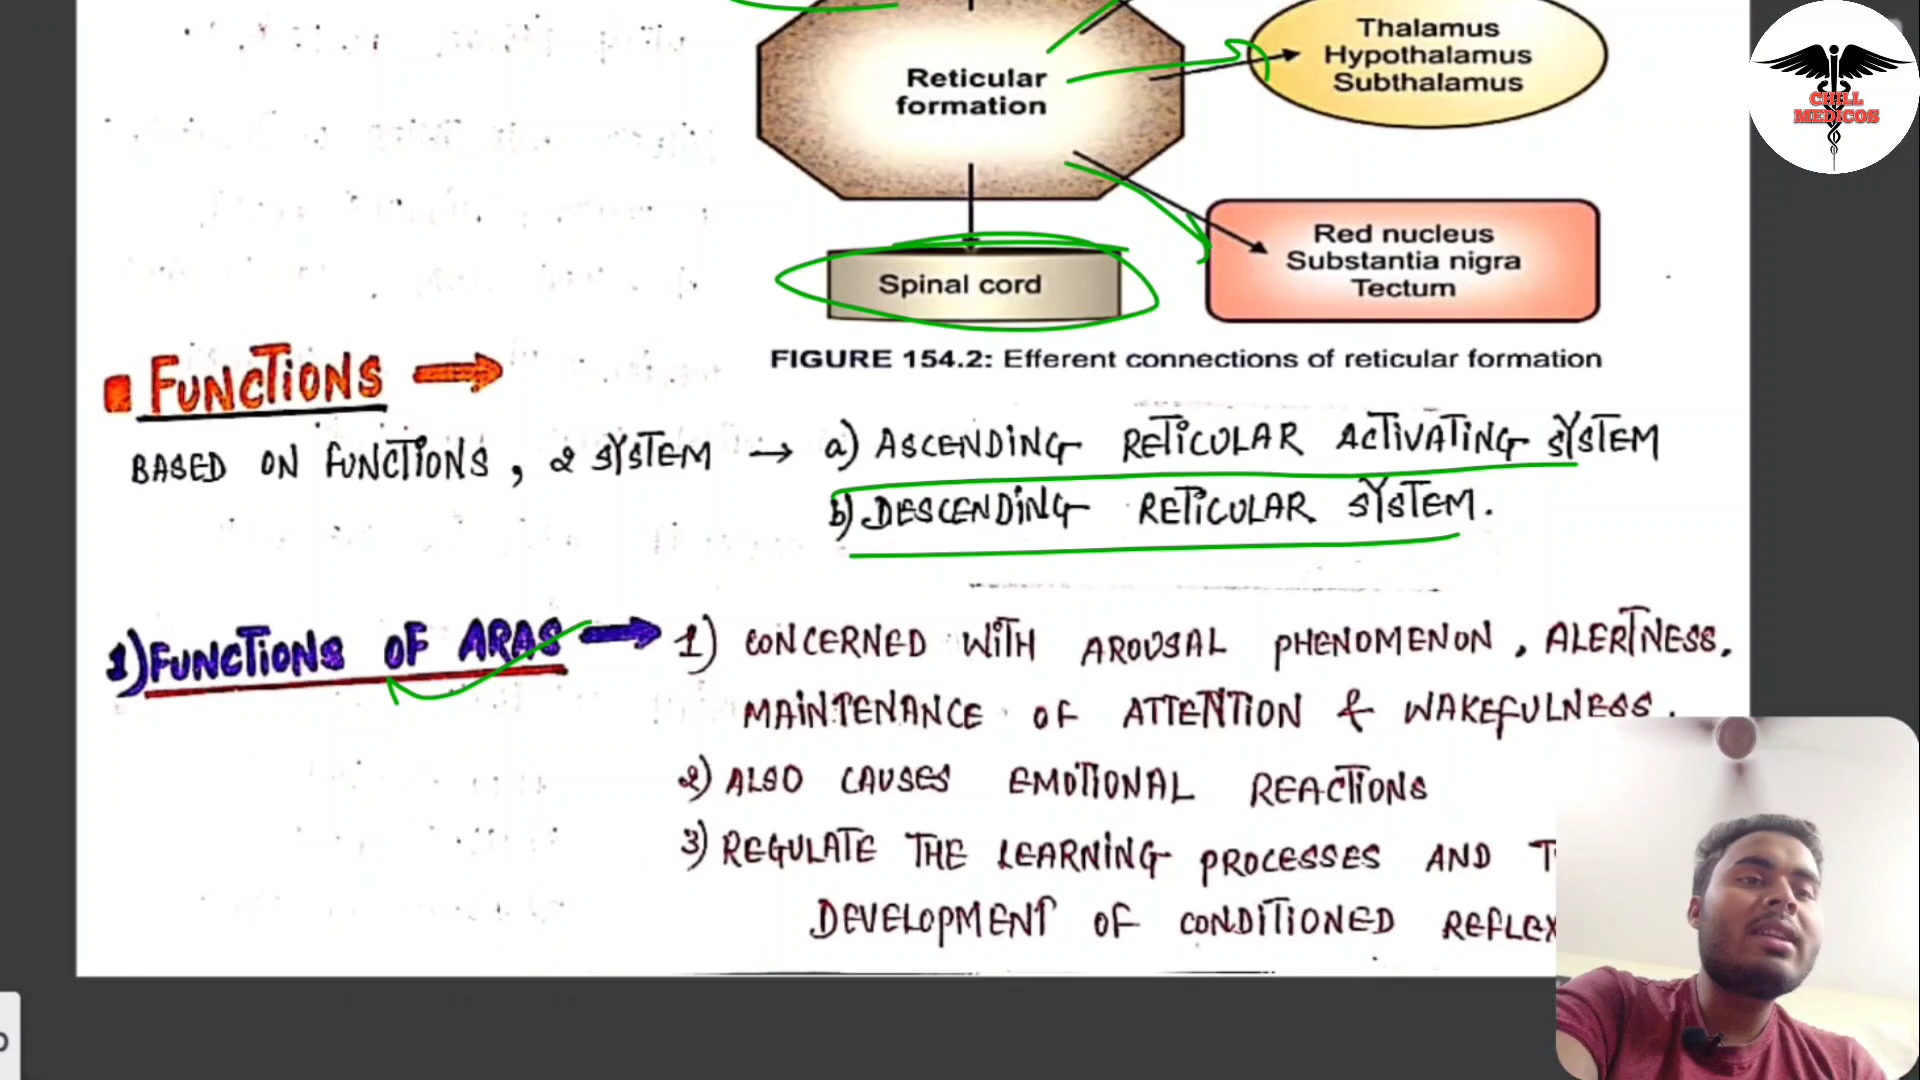 Thalamus
Hypothalamus
Subthalamus
CHILL
MEDICOS
Reticular
formation
Red nucleus
Substantia nigra
Tectum
Spinal cord
FIGURE 154.2: Efferent connections of reticular formation
FUNCTIONS
BASED ON FUNCTIONS, 2 SYSTEM → a) ASCENDING RETICULAR ACTIVATING SYSTEM
b) DESCENDING RETICULAR SYSTEM.
1) FUNCTIONS OF ARAS → 1) CONCERNED WITH AROUSAL PHENOMENON, ALERTNESS,
MAINTENANCE OF ATTENTION & WAKEFULNESS.
2) ALSO CAUSES EMOTIONAL REACTIONS
3) REGULATE THE LEARNING PROCESSES AND
DEVELOPMENT OF CONDITIONED REFLEX